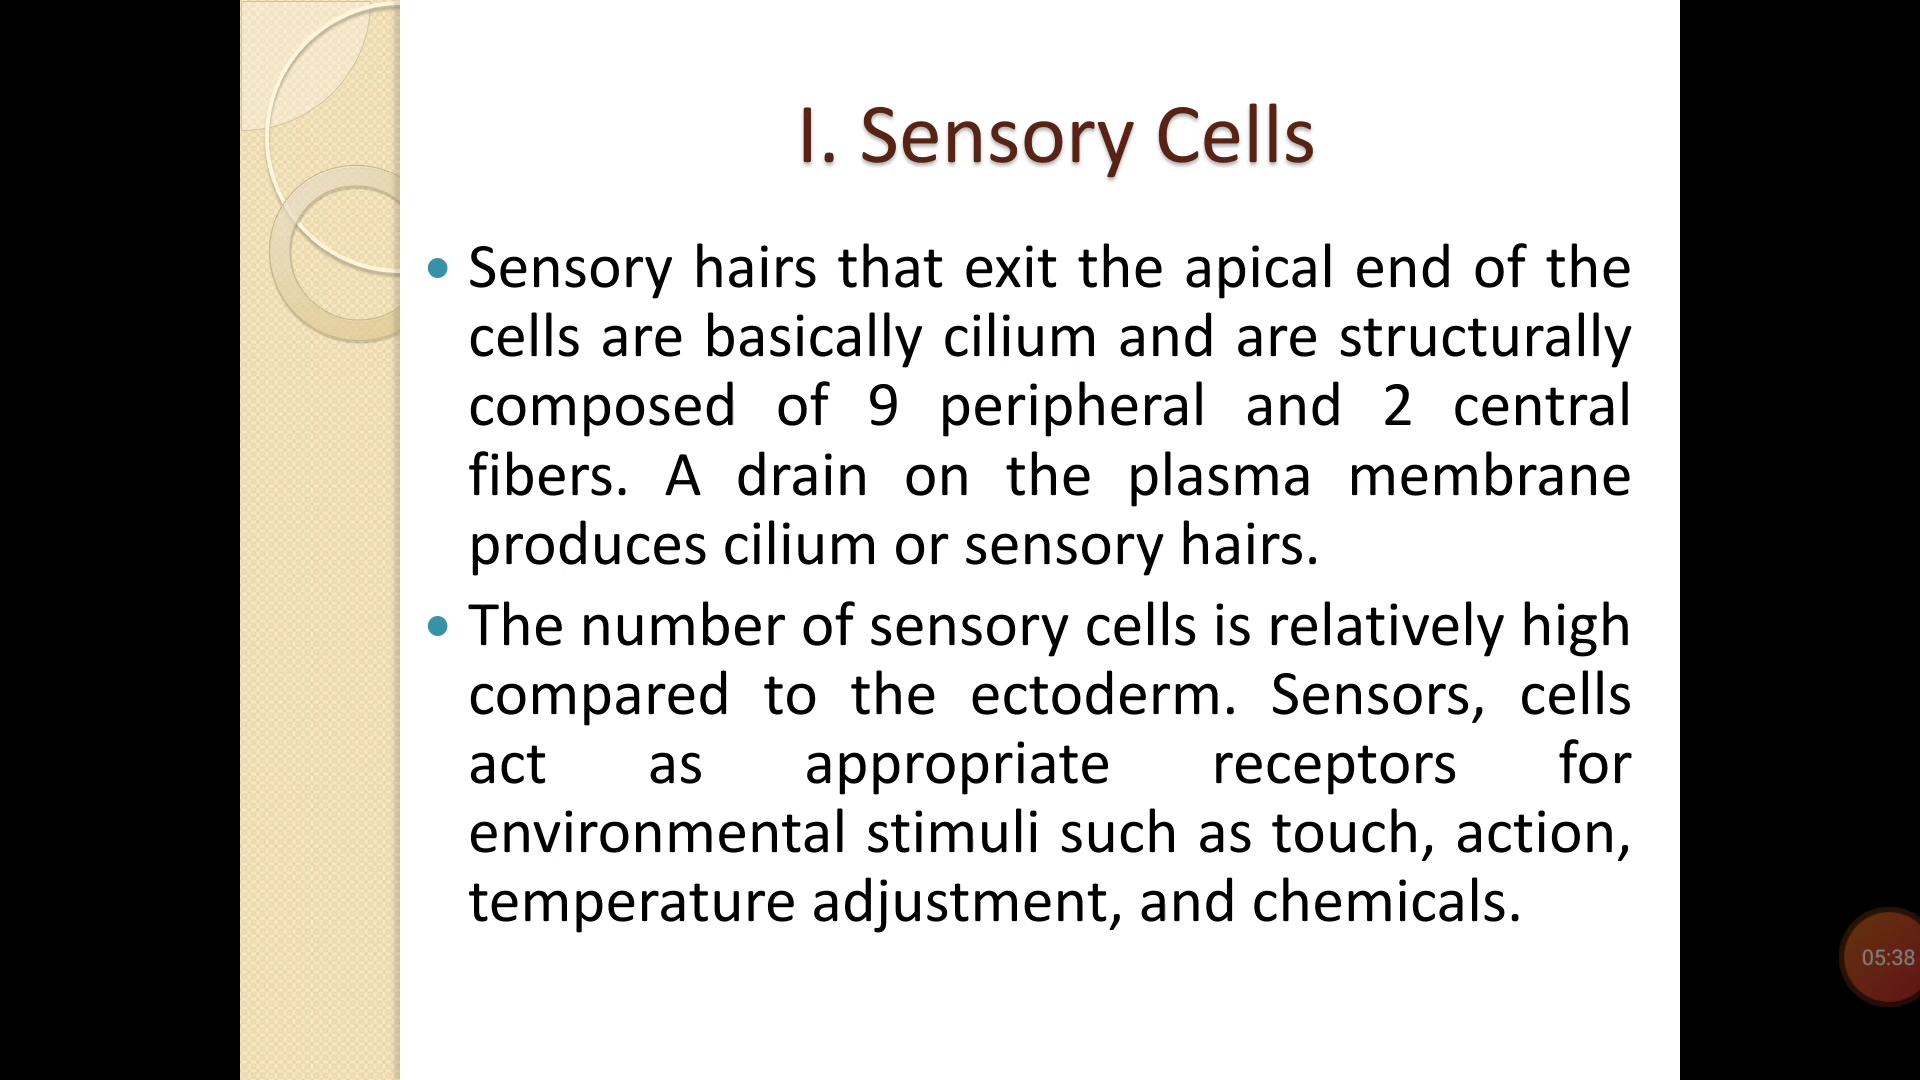 I. Sensory Cells
• Sensory hairs that exit the apical end of the
cells are basically cilium and are structurally
composed of 9 peripheral and 2 central
fibers. A drain on the plasma membrane
produces cilium or sensory hairs.
• The number of sensory cells is relatively high
compared to the ectoderm. Sensors, cells
act as appropriate receptors for
environmental stimuli such as touch, action,
temperature adjustment, and chemicals.
05:38